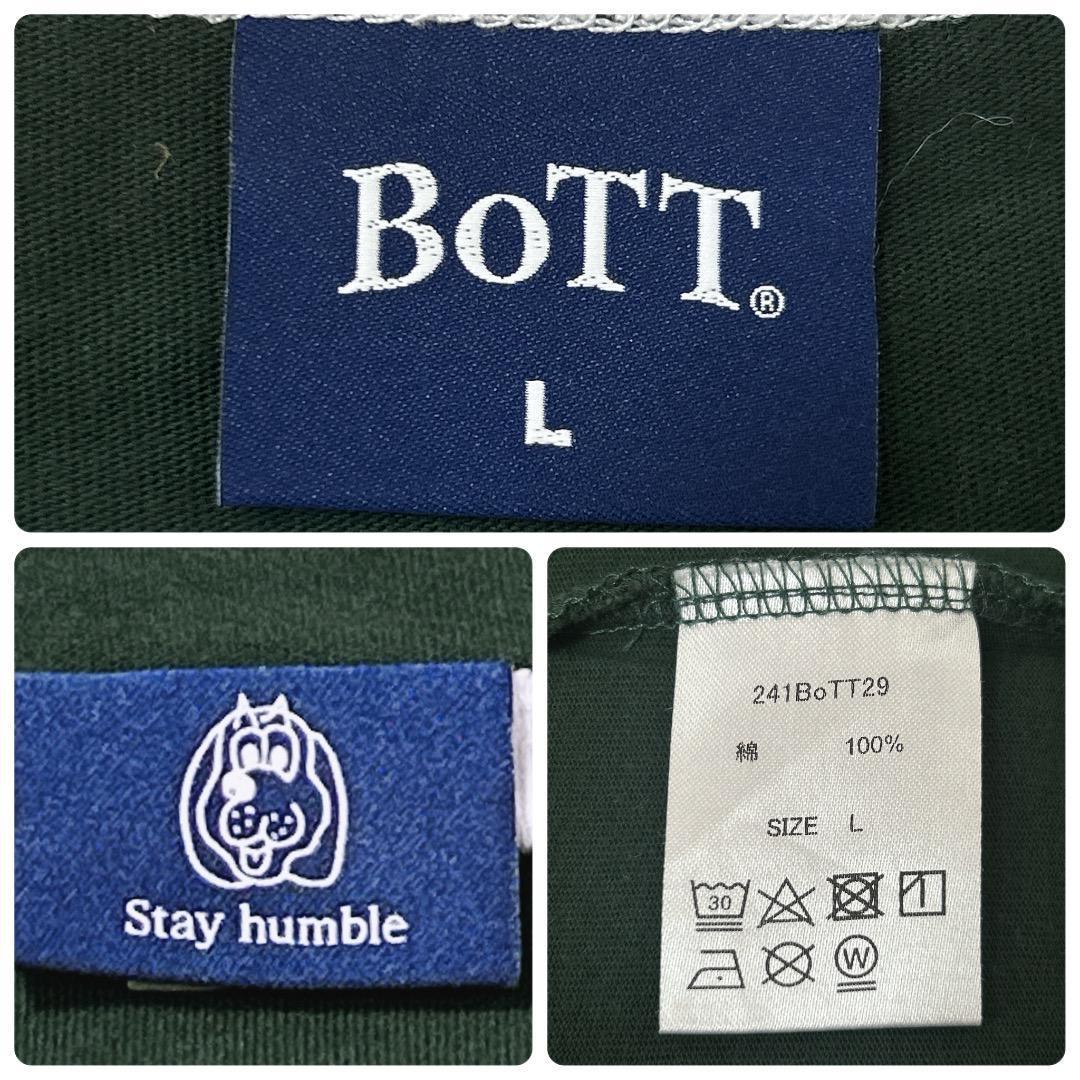 BoTT®
L
Stay humble
241BoTT29
綿 100%
SIZE L
30
W